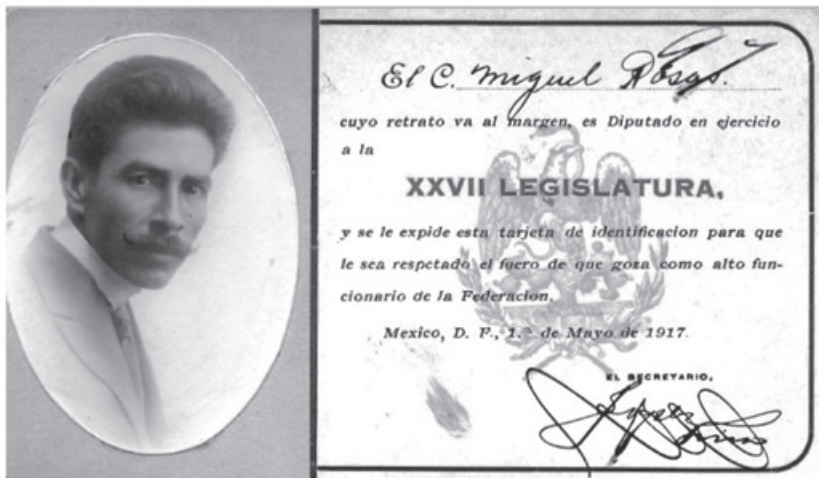 El C. Miguel Rosas.
cuyo retrato va al margen, es Diputado en ejercicio
a la
XXVII LEGISLATURA,
y se le expide esta tarjeta de identificacion para que
le sea respetado el fuero de que goza como alto fun-
cionario de la Federacion.
Mexico, D. F., 1.º de Mayo de 1917.
EL SECRETARIO,